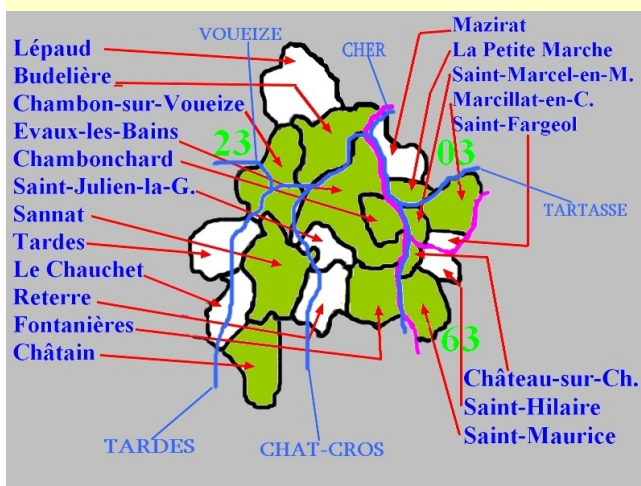 Lépaud
Budelière
Chambon-sur-Voueize
Evaux-les-Bains
Chambonchard
Saint-Julien-la-G.
Sannat
Tardes
Le Chauchet
Reterre
Fontanières
Châtain
VOUEIZE
CHER
23
03
63
TARDES
CHAT-CROS
Mazirat
La Petite Marche
Saint-Marcel-en-M.
Marcillat-en-C.
Saint-Fargeol
TARTASSE
Château-sur-Ch.
Saint-Hilaire
Saint-Maurice